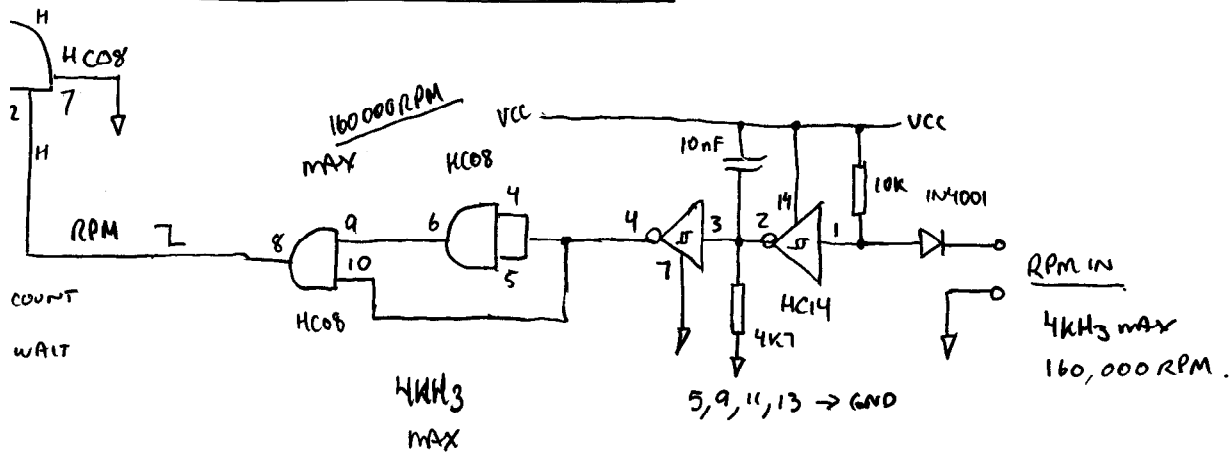 H
HC08
2 7
H
160000RPM
MAX
VCC
VCC
10nF
HC08
14
10K
1N4001
4
6
5
4
3
2
1
7
RPM
8
9
10
HC08
HC14
4K7
RPM IN
4KHz MAX
160,000 RPM.
COUNT
WAIT
4KHz
MAX
5,9,11,13 → GND